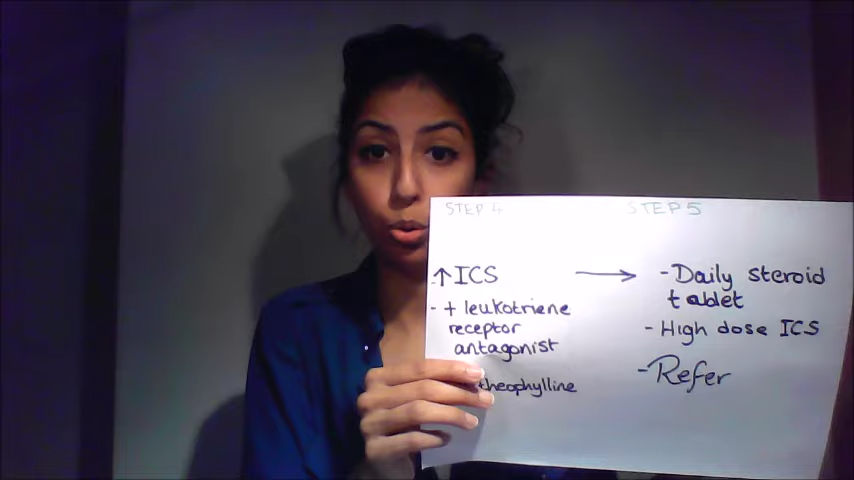 STEP 4
↑ICS
- + leukotriene
receptor
antagonist
theophylline
STEP 5
→ - Daily steroid
tablet
- High dose ICS
- Refer